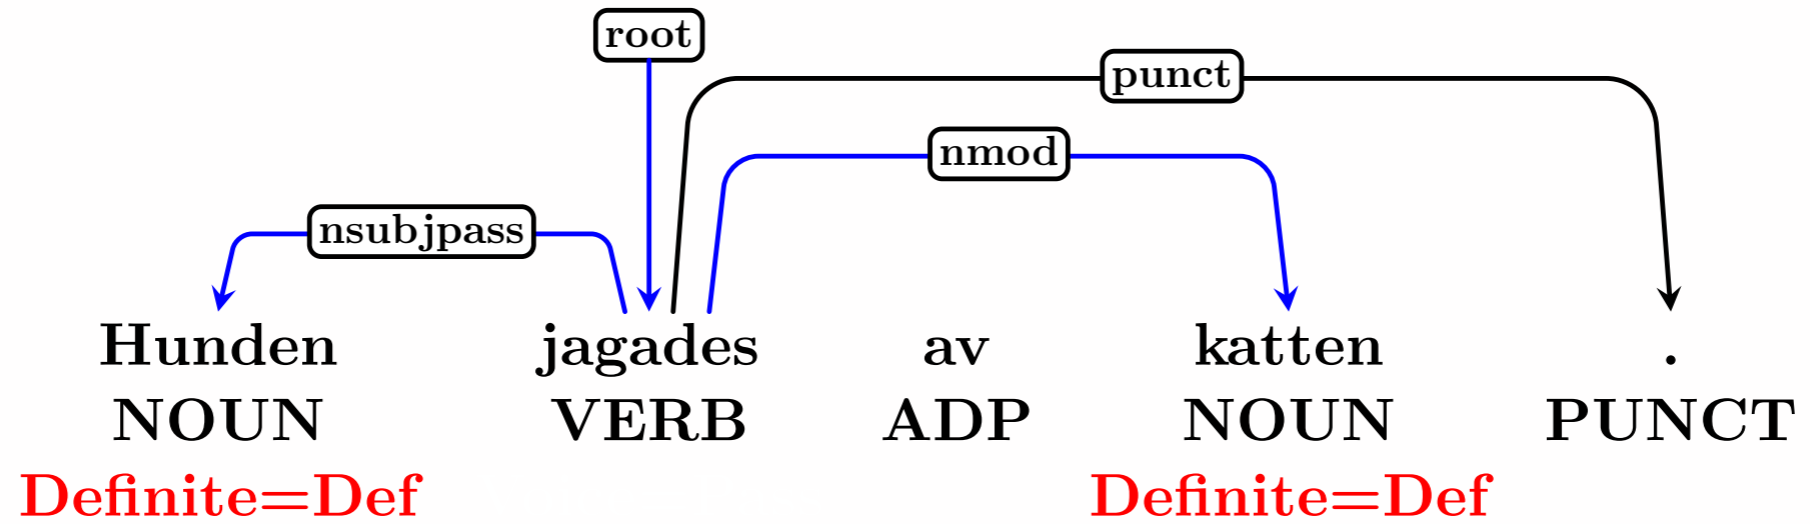 root
punct
nmod
nsubjpass
Hunden jagades av katten .
NOUN VERB ADP NOUN PUNCT
Definite=Def Definite=Def